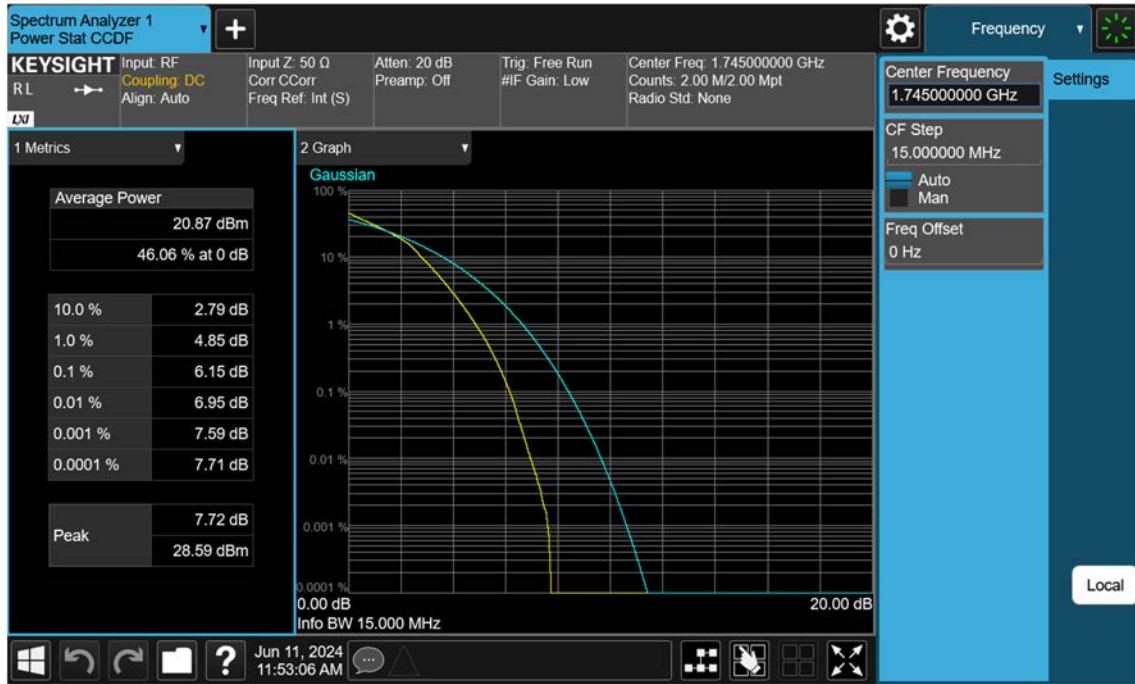 Spectrum Analyzer 1
Power Stat CCDF
+
Frequency
KEYSIGHT
RL
LXI
Input: RF
Coupling: DC
Align: Auto
Input Z: 50 Ω
Corr CCorr
Freq Ref: Int (S)
Atten: 20 dB
Preamp: Off
Trig: Free Run
#IF Gain: Low
Center Freq: 1.745000000 GHz
Counts: 2.00 M/2.00 Mpt
Radio Std: None
Center Frequency
1.745000000 GHz
Settings
CF Step
15.000000 MHz
Auto
Man
Freq Offset
0 Hz
Local
1 Metrics
Average Power
20.87 dBm
46.06 % at 0 dB
10.0 % 2.79 dB
1.0 % 4.85 dB
0.1 % 6.15 dB
0.01 % 6.95 dB
0.001 % 7.59 dB
0.0001 % 7.71 dB
Peak
7.72 dB
28.59 dBm
2 Graph
Gaussian
100 %
10 %
1 %
0.1 %
0.01 %
0.001 %
0.0001 %
0.00 dB 20.00 dB
Info BW 15.000 MHz
?
Jun 11, 2024
11:53:06 AM